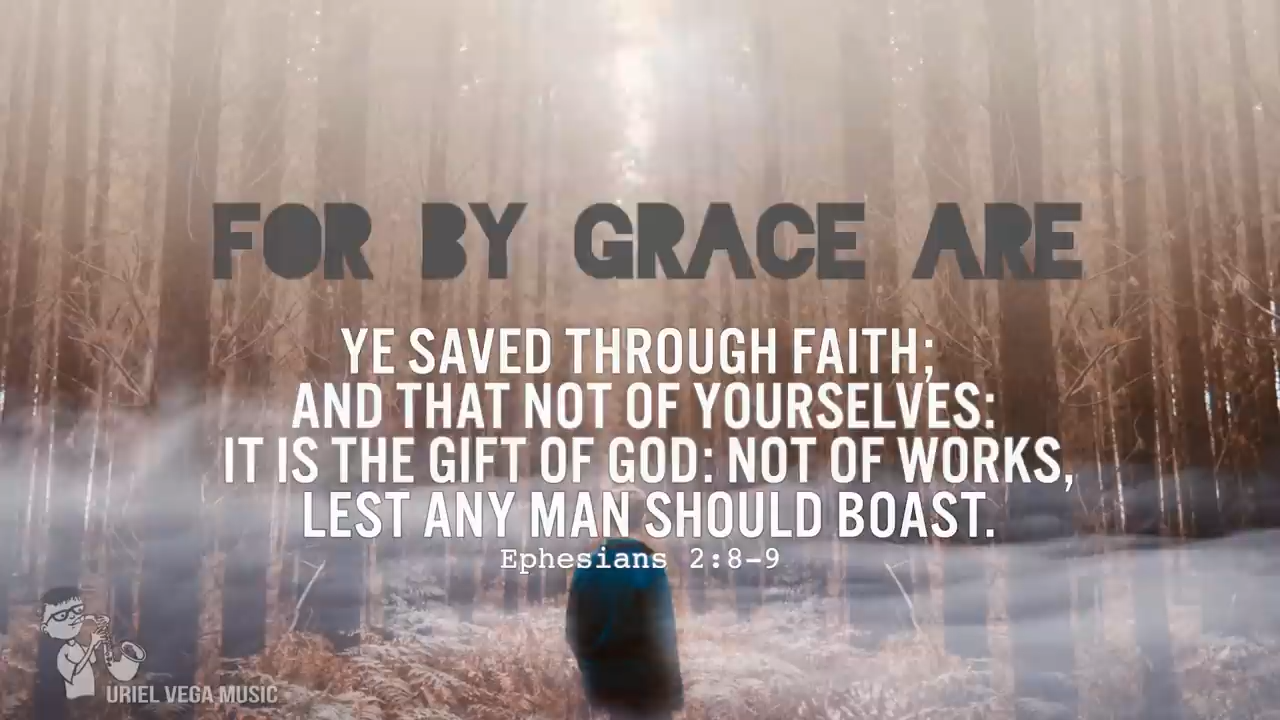 FOR BY GRACE ARE
YE SAVED THROUGH FAITH;
AND THAT NOT OF YOURSELVES:
IT IS THE GIFT OF GOD: NOT OF WORKS,
LEST ANY MAN SHOULD BOAST.
Ephesians 2:8-9
URIEL VEGA MUSIC